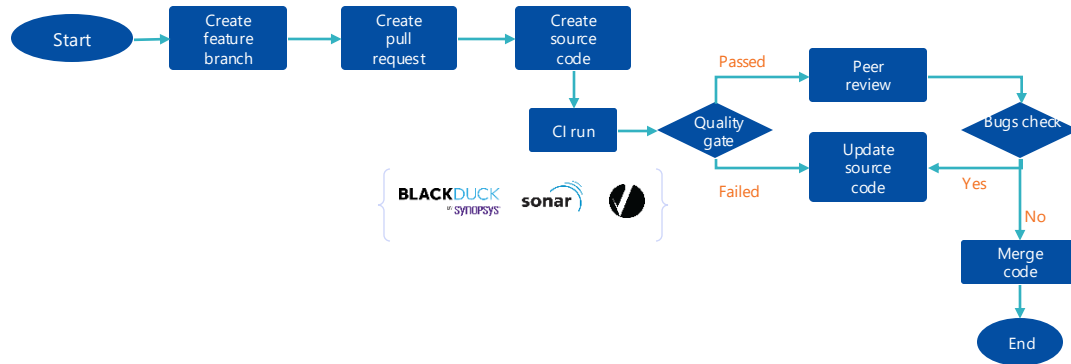 Start
Create
feature
branch
Create
pull
request
Create
source
code
CI run
Quality
gate
Passed
Failed
Peer
review
Update
source
code
Bugs check
Yes
No
Merge
code
End
BLACKDUCK
BY SYNOPSYS
sonar